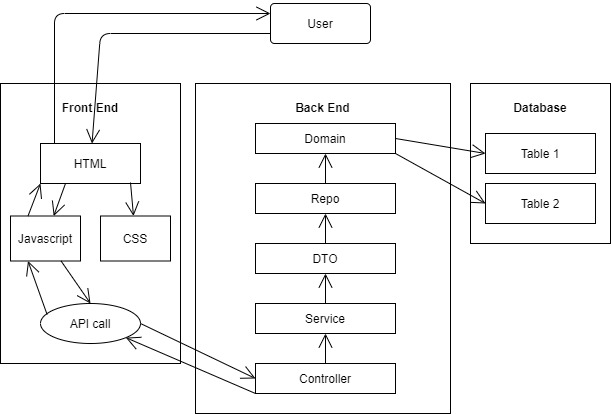 User
Front End
HTML
Javascript
CSS
API call
Back End
Domain
Repo
DTO
Service
Controller
Database
Table 1
Table 2